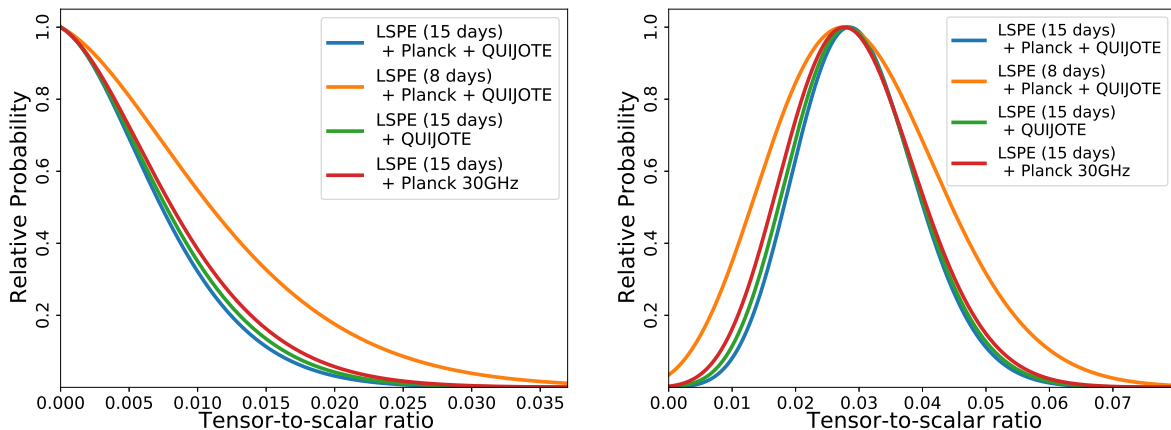 Relative Probability
1.0
0.8
0.6
0.4
0.2
LSPE (15 days)
+ Planck + QUIJOTE
LSPE (8 days)
+ Planck + QUIJOTE
LSPE (15 days)
+ QUIJOTE
LSPE (15 days)
+ Planck 30GHz
0.000 0.005 0.010 0.015 0.020 0.025 0.030 0.035
Tensor-to-scalar ratio
Relative Probability
1.0
0.8
0.6
0.4
0.2
LSPE (15 days)
+ Planck + QUIJOTE
LSPE (8 days)
+ Planck + QUIJOTE
LSPE (15 days)
+ QUIJOTE
LSPE (15 days)
+ Planck 30GHz
0.00 0.01 0.02 0.03 0.04 0.05 0.06 0.07
Tensor-to-scalar ratio